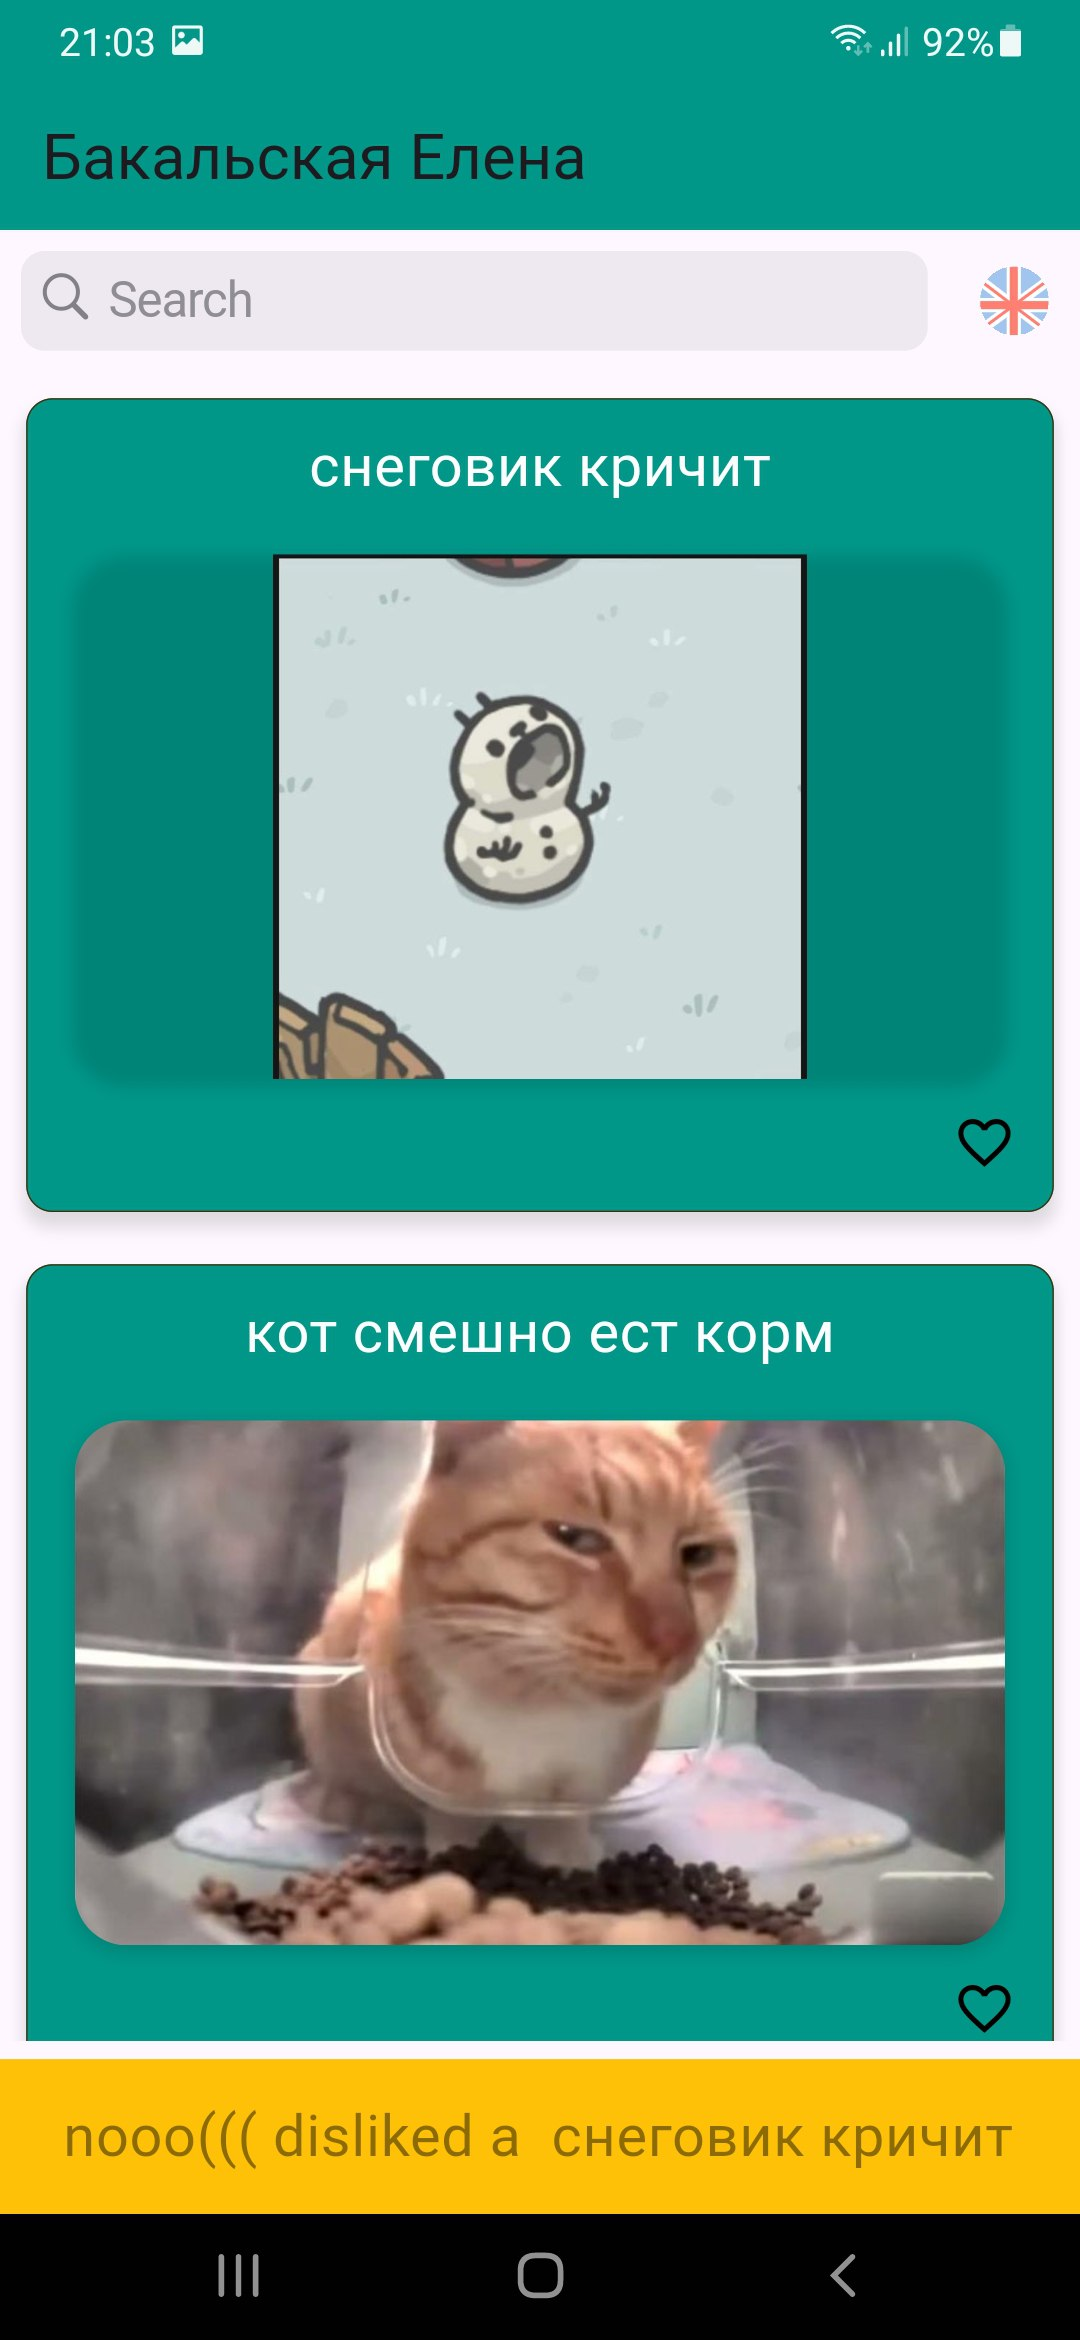 21:03
92%
Бакальская Елена
Search
снеговик кричит
кот смешно ест корм
nooo((( disliked a  снеговик кричит